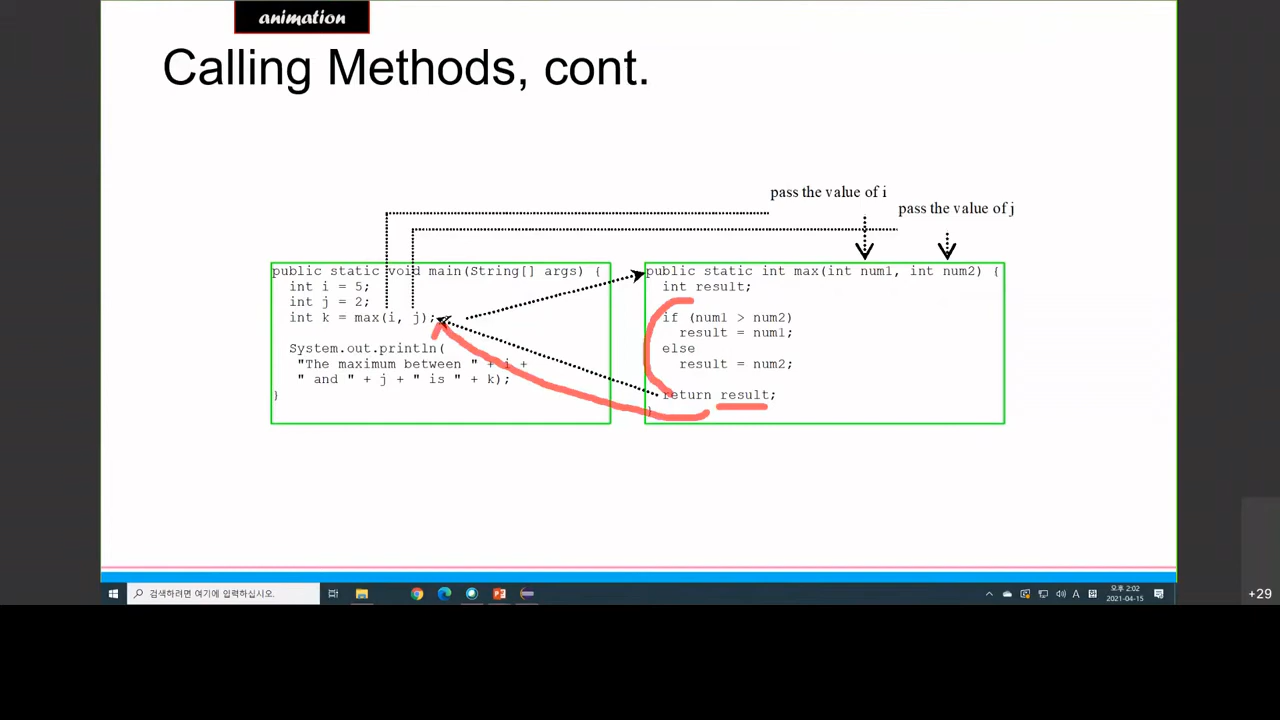 animation
Calling Methods, cont.
pass the value of i
pass the value of j
public static void main(String[] args) {
int i = 5;
int j = 2;
int k = max(i, j);
System.out.println(
"The maximum between " + i +
" and " + j + " is " + k);
}
public static int max(int num1, int num2) {
int result;
if (num1 > num2)
result = num1;
else
result = num2;
return result;
}
검색하려면 여기에 입력하십시오.
A
오후 2:02
2021-04-15
+29